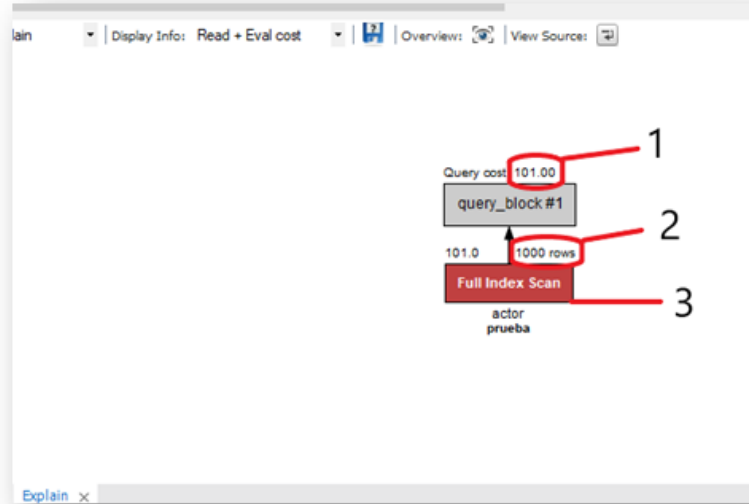 lain Display Info: Read + Eval cost Overview: View Source:
1
Query cost 101.00
query_block #1
2
101.0 1000 rows
Full Index Scan
3
actor
prueba
Explain